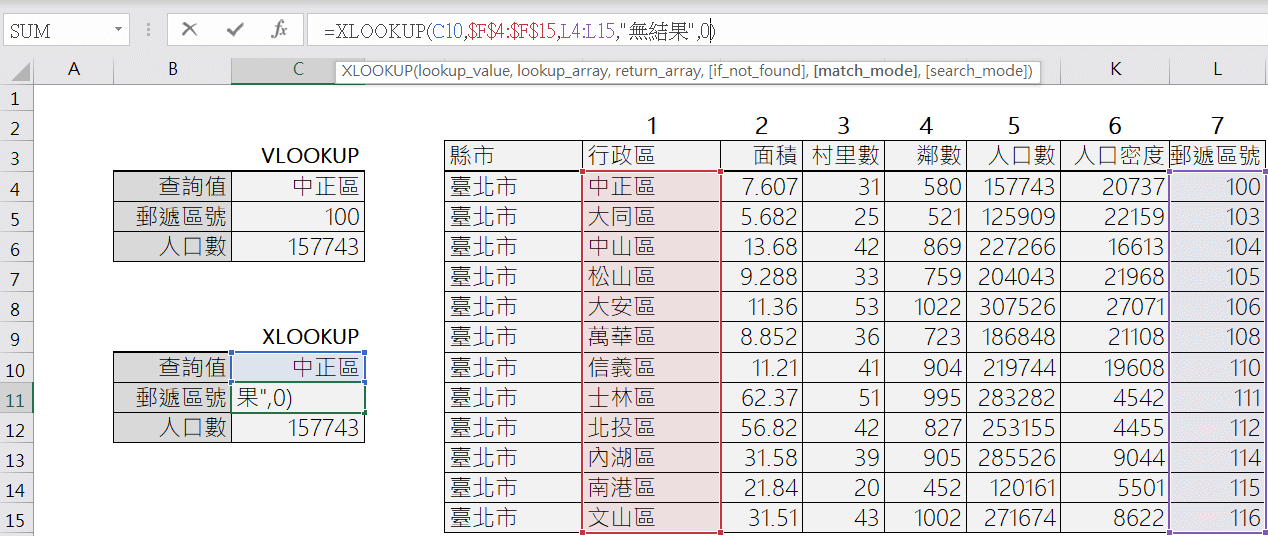 SUM =XLOOKUP(C10,$F$4:$F$15,L4:L15,"無結果",0)
XLOOKUP(lookup_value, lookup_array, return_array, [if_not_found], [match_mode], [search_mode])
A B C K L
1
2 1 2 3 4 5 6 7
3 VLOOKUP 縣市 行政區 面積 村里數 鄰數 人口數 人口密度 郵遞區號
4 查詢值 中正區 臺北市 中正區 7.607 31 580 157743 20737 100
5 郵遞區號 100 臺北市 大同區 5.682 25 521 125909 22159 103
6 人口數 157743 臺北市 中山區 13.68 42 869 227266 16613 104
7 臺北市 松山區 9.288 33 759 204043 21968 105
8 臺北市 大安區 11.36 53 1022 307526 27071 106
9 XLOOKUP 臺北市 萬華區 8.852 36 723 186848 21108 108
10 查詢值 中正區 臺北市 信義區 11.21 41 904 219744 19608 110
11 郵遞區號 果",0) 臺北市 士林區 62.37 51 995 283282 4542 111
12 人口數 157743 臺北市 北投區 56.82 42 827 253155 4455 112
13 臺北市 內湖區 31.58 39 905 285526 9044 114
14 臺北市 南港區 21.84 20 452 120161 5501 115
15 臺北市 文山區 31.51 43 1002 271674 8622 116